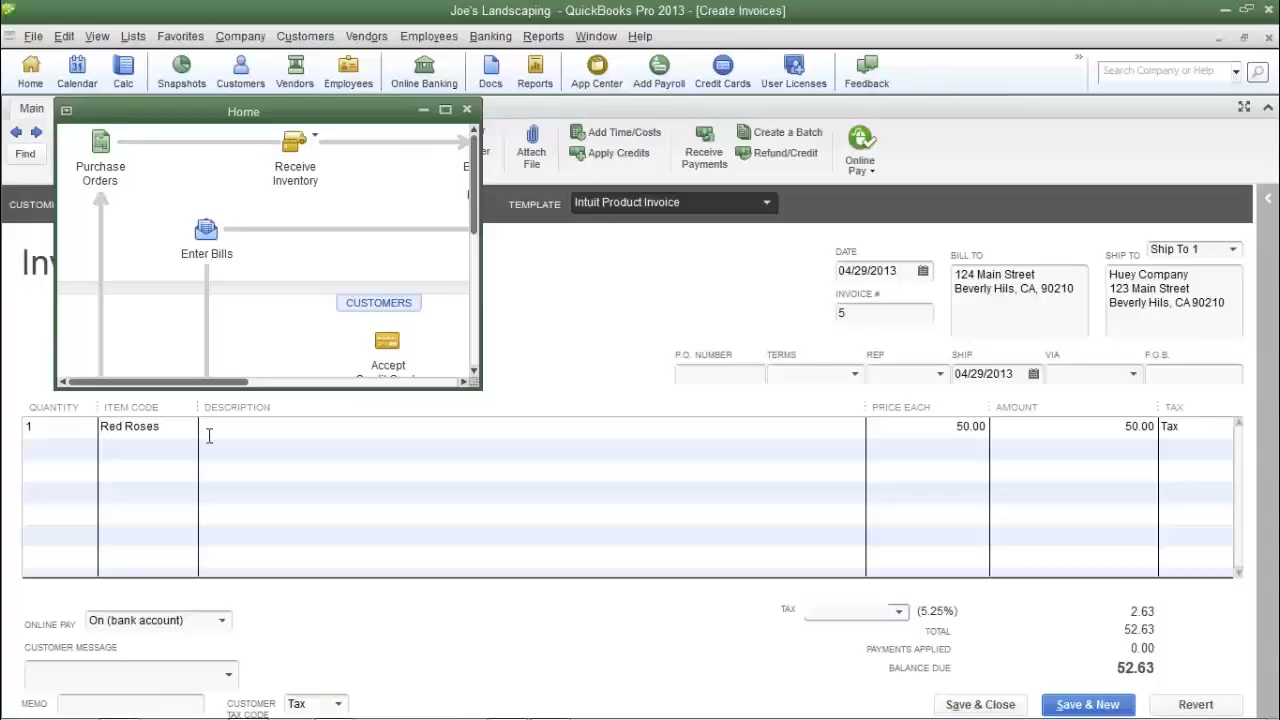 Joe's Landscaping - QuickBooks Pro 2013 - [Create Invoices]
File Edit View Lists Favorites Company Customers Vendors Employees Banking Reports Window Help
Home Calendar Calc Snapshots Customers Vendors Employees Online Banking Docs Reports App Center Add Payroll Credit Cards User Licenses Feedback
Search Company or Help
Main
Find
Home
Purchase
Orders
Receive
Inventory
Enter Bills
CUSTOMERS
Accept
Attach
File
Add Time/Costs
Apply Credits
Receive
Payments
Create a Batch
Refund/Credit
Online
Pay
CUSTOM
TEMPLATE Intuit Product Invoice
Inv
DATE
04/29/2013
INVOICE #
5
BILL TO
124 Main Street
Beverly Hils, CA, 90210
SHIP TO Ship To 1
Huey Company
123 Main Street
Beverly Hils, CA 90210
P.O. NUMBER TERMS REP SHIP VIA F.O.B.
04/29/2013
QUANTITY ITEM CODE DESCRIPTION PRICE EACH AMOUNT TAX
1 Red Roses 50.00 50.00 Tax
ONLINE PAY On (bank account)
CUSTOMER MESSAGE
MEMO
CUSTOMER
TAX CODE
Tax
TAX (5.25%) 2.63
TOTAL 52.63
PAYMENTS APPLIED 0.00
BALANCE DUE 52.63
Save & Close Save & New Revert